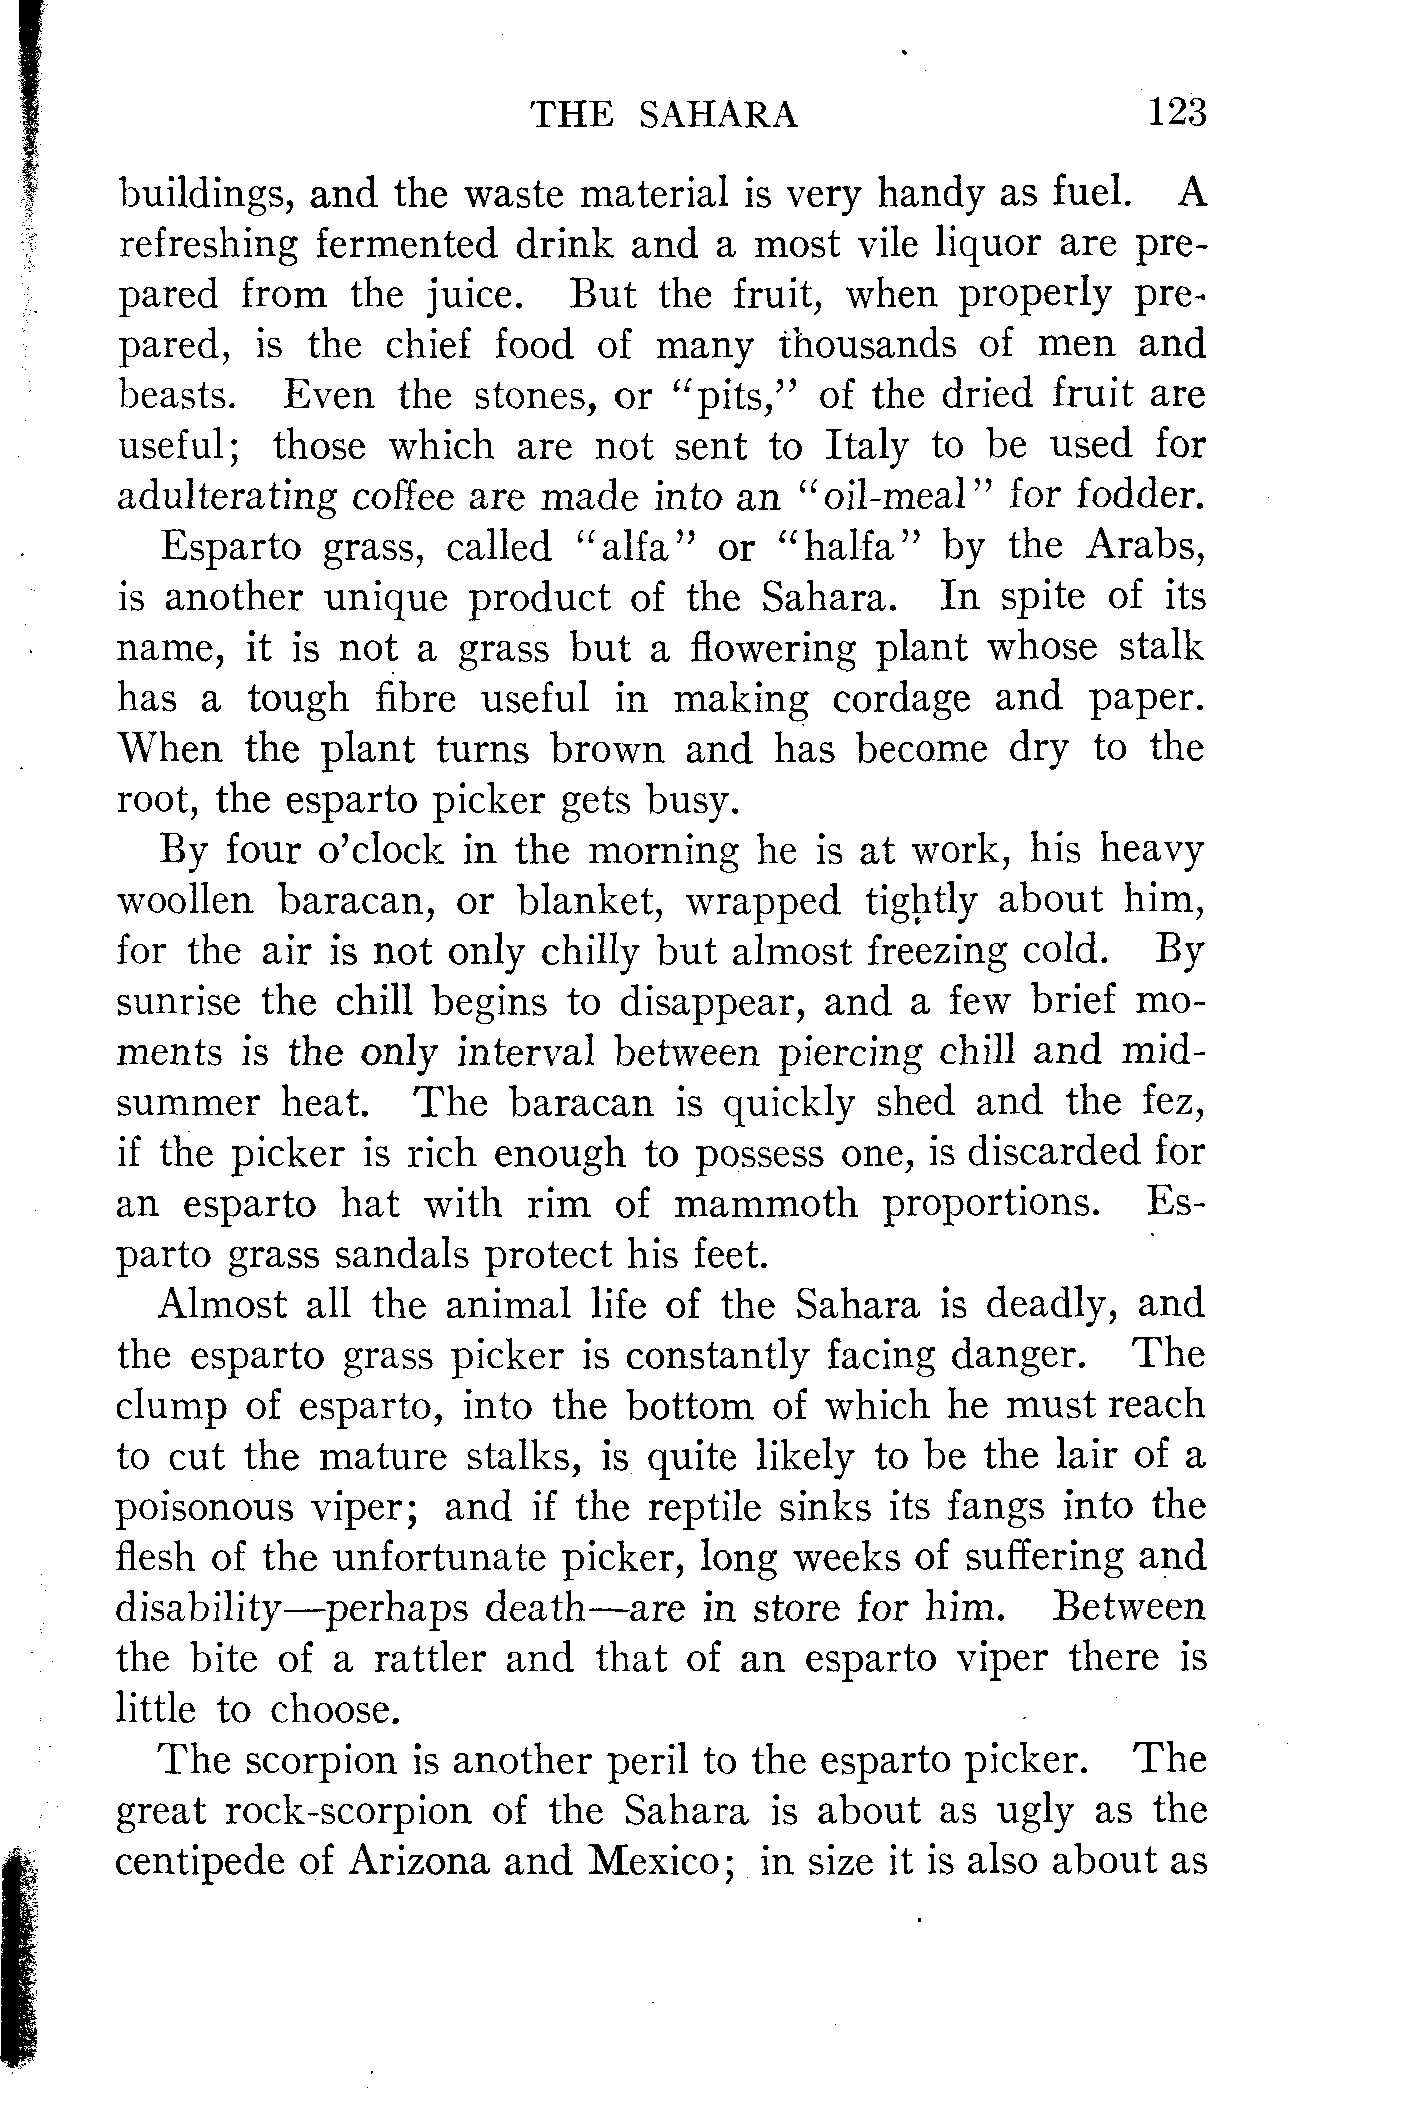 THE SAHARA 123
buildings, and the waste material is very handy as fuel. A
refreshing fermented drink and a most vile liquor are pre-
pared from the juice. But the fruit, when properly pre-
pared, is the chief food of many thousands of men and
beasts. Even the stones, or “pits,” of the dried fruit are
useful; those which are not sent to Italy to be used for
adulterating coffee are made into an “oil-meal” for fodder.
Esparto grass, called “alfa” or “halfa” by the Arabs,
is another unique product of the Sahara. In spite of its
name, it is not a grass but a flowering plant whose stalk
has a tough fibre useful in making cordage and paper.
When the plant turns brown and has become dry to the
root, the esparto picker gets busy.
By four o’clock in the morning he is at work, his heavy
woollen baracan, or blanket, wrapped tightly about him,
for the air is not only chilly but almost freezing cold. By
sunrise the chill begins to disappear, and a few brief mo-
ments is the only interval between piercing chill and mid-
summer heat. The baracan is quickly shed and the fez,
if the picker is rich enough to possess one, is discarded for
an esparto hat with rim of mammoth proportions. Es-
parto grass sandals protect his feet.
Almost all the animal life of the Sahara is deadly, and
the esparto grass picker is constantly facing danger. The
clump of esparto, into the bottom of which he must reach
to cut the mature stalks, is quite likely to be the lair of a
poisonous viper; and if the reptile sinks its fangs into the
flesh of the unfortunate picker, long weeks of suffering and
disability—perhaps death—are in store for him. Between
the bite of a rattler and that of an esparto viper there is
little to choose.
The scorpion is another peril to the esparto picker. The
great rock-scorpion of the Sahara is about as ugly as the
centipede of Arizona and Mexico; in size it is also about as